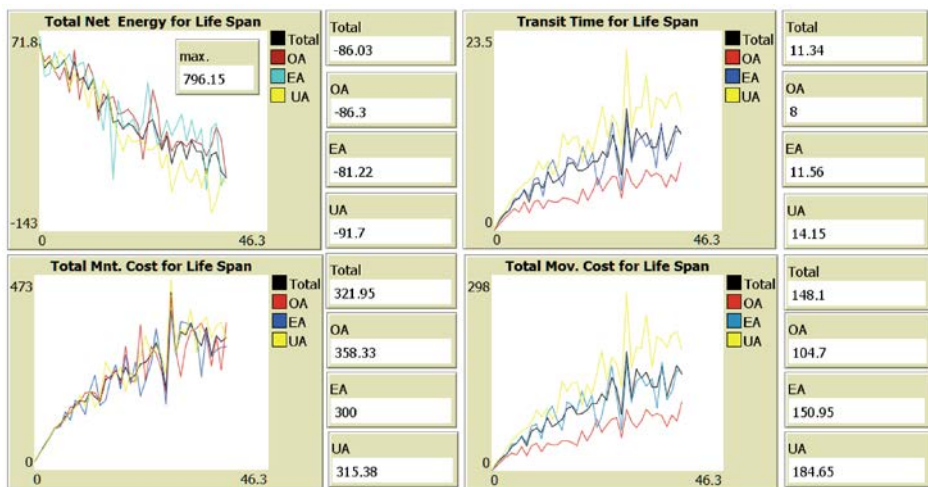 Total Net Energy for Life Span
71.8
max.
796.15
Total
OA
EA
UA
-143
0
46.3
Total
-86.03
OA
-86.3
EA
-81.22
UA
-91.7
Transit Time for Life Span
23.5
Total
OA
EA
UA
0
0
46.3
Total
11.34
OA
8
EA
11.56
UA
14.15
Total Mnt. Cost for Life Span
473
Total
OA
EA
UA
0
0
46.3
Total
321.95
OA
358.33
EA
300
UA
315.38
Total Mov. Cost for Life Span
298
Total
OA
EA
UA
0
0
46.3
Total
148.1
OA
104.7
EA
150.95
UA
184.65